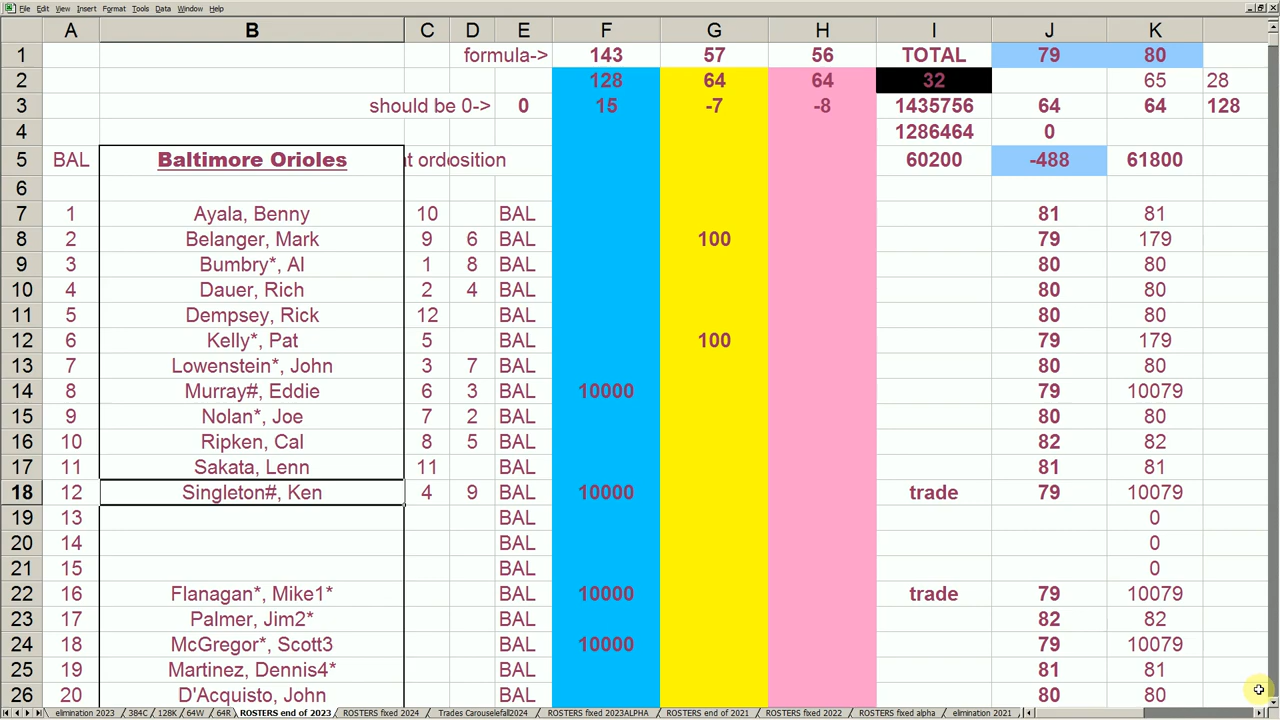 File Edit View Insert Format Tools Data Window Help
A B C D E F G H I J K
1 formula-> 143 57 56 TOTAL 79 80
2 128 64 64 32 65 28
3 should be 0-> 0 15 -7 -8 1435756 64 64 128
4 1286464 0
5 BAL Baltimore Orioles at ord osition 60200 -488 61800
6
7 1 Ayala, Benny 10 BAL 81 81
8 2 Belanger, Mark 9 6 BAL 100 79 179
9 3 Bumbry*, Al 1 8 BAL 80 80
10 4 Dauer, Rich 2 4 BAL 80 80
11 5 Dempsey, Rick 12 BAL 80 80
12 6 Kelly*, Pat 5 BAL 100 79 179
13 7 Lowenstein*, John 3 7 BAL 80 80
14 8 Murray#, Eddie 6 3 BAL 10000 79 10079
15 9 Nolan*, Joe 7 2 BAL 80 80
16 10 Ripken, Cal 8 5 BAL 82 82
17 11 Sakata, Lenn 11 BAL 81 81
18 12 Singleton#, Ken 4 9 BAL 10000 trade 79 10079
19 13 BAL 0
20 14 BAL 0
21 15 BAL 0
22 16 Flanagan*, Mike1* BAL 10000 trade 79 10079
23 17 Palmer, Jim2* BAL 82 82
24 18 McGregor*, Scott3 BAL 10000 79 10079
25 19 Martinez, Dennis4* BAL 81 81
26 20 D'Acquisto, John BAL 80 80
elimination 2023 384C 128K 64W 64R ROSTERS end of 2023 ROSTERS fixed 2024 Trades Carouselefall2024 ROSTERS fixed 2023ALPHA ROSTERS end of 2021 ROSTERS fixed 2022 ROSTERS fixed alpha elimination 2021